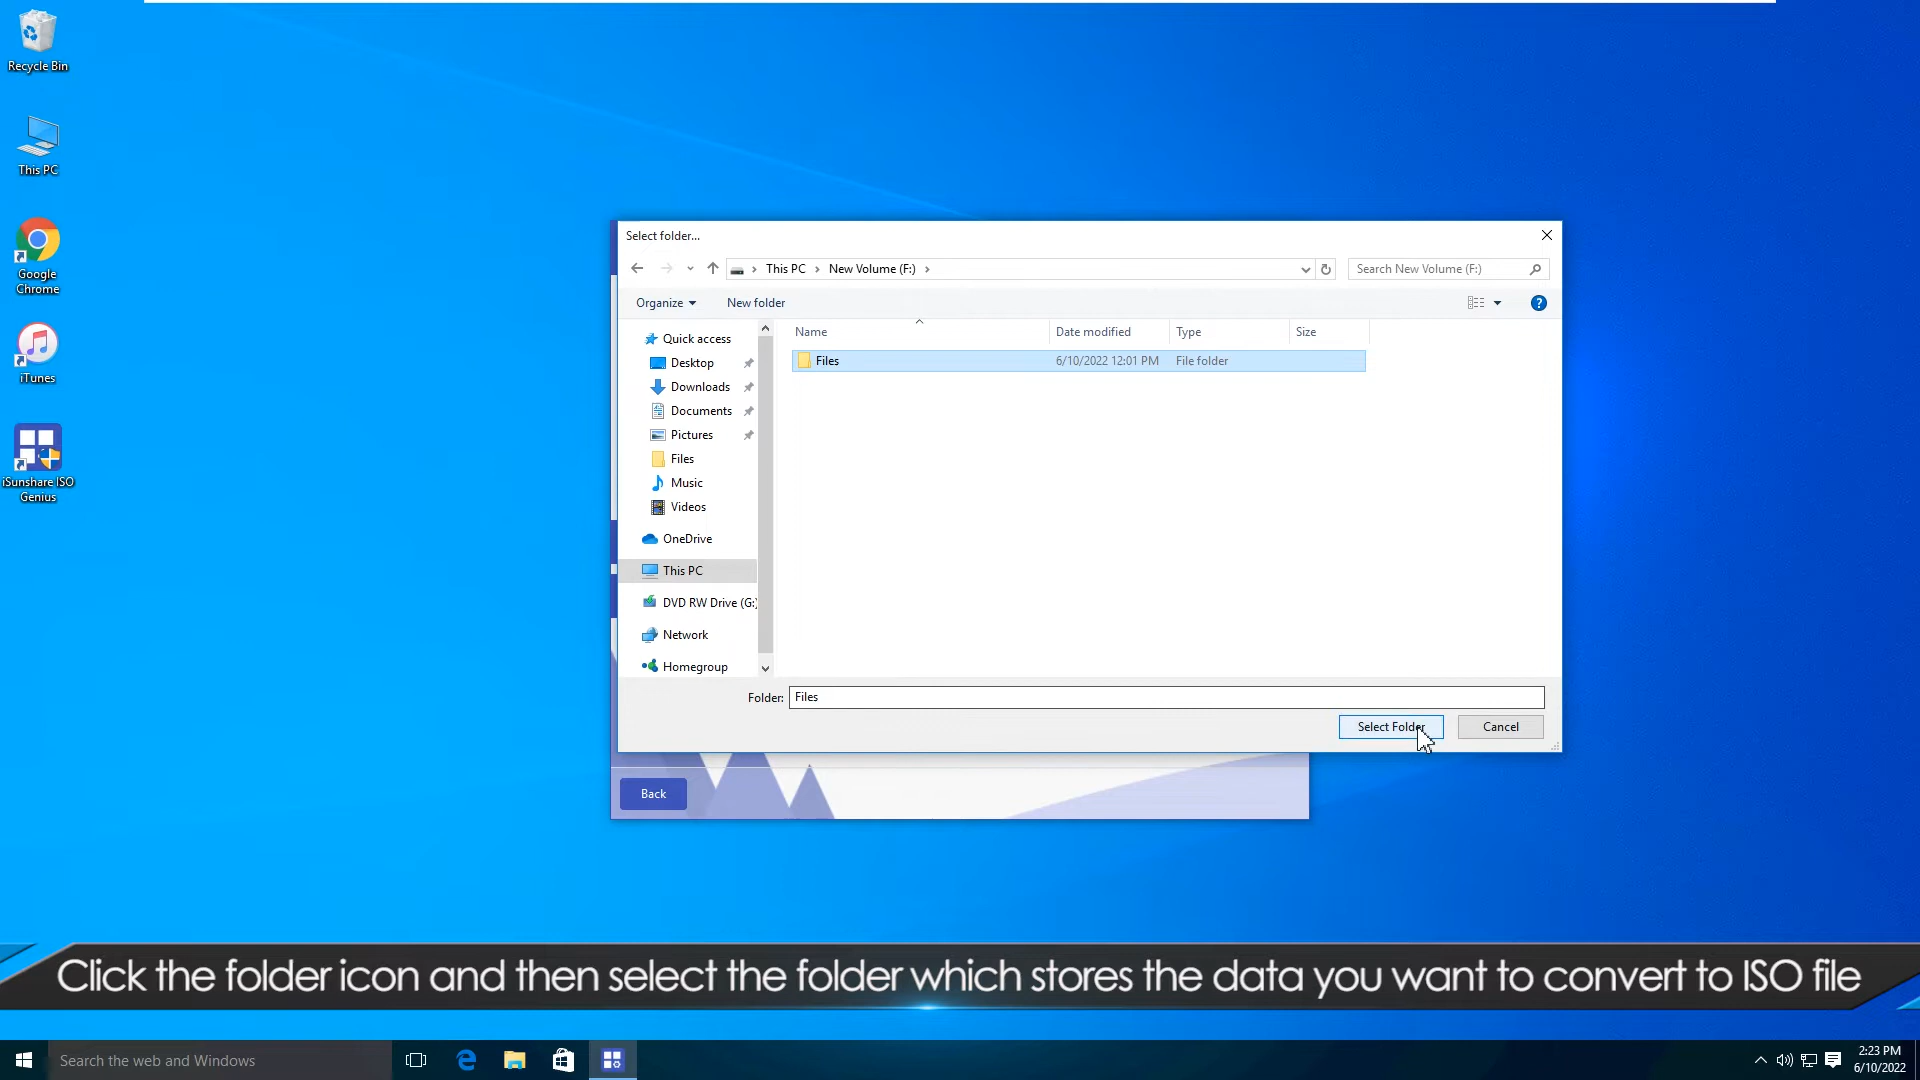 Recycle Bin
This PC
Google
Chrome
iTunes
iSunshare ISO
Genius
Select folder...
This PC
New Volume (F:)
Search New Volume (F:)
Organize
New folder
?
Name
Date modified
Type
Size
Files
6/10/2022 12:01 PM
File folder
Quick access
Desktop
Downloads
Documents
Pictures
Files
Music
Videos
OneDrive
This PC
DVD RW Drive (G:)
Network
Homegroup
Folder:
Files
Select Folder
Cancel
Back
Click the folder icon and then select the folder which stores the data you want to convert to ISO file
Search the web and Windows
2:23 PM
6/10/2022